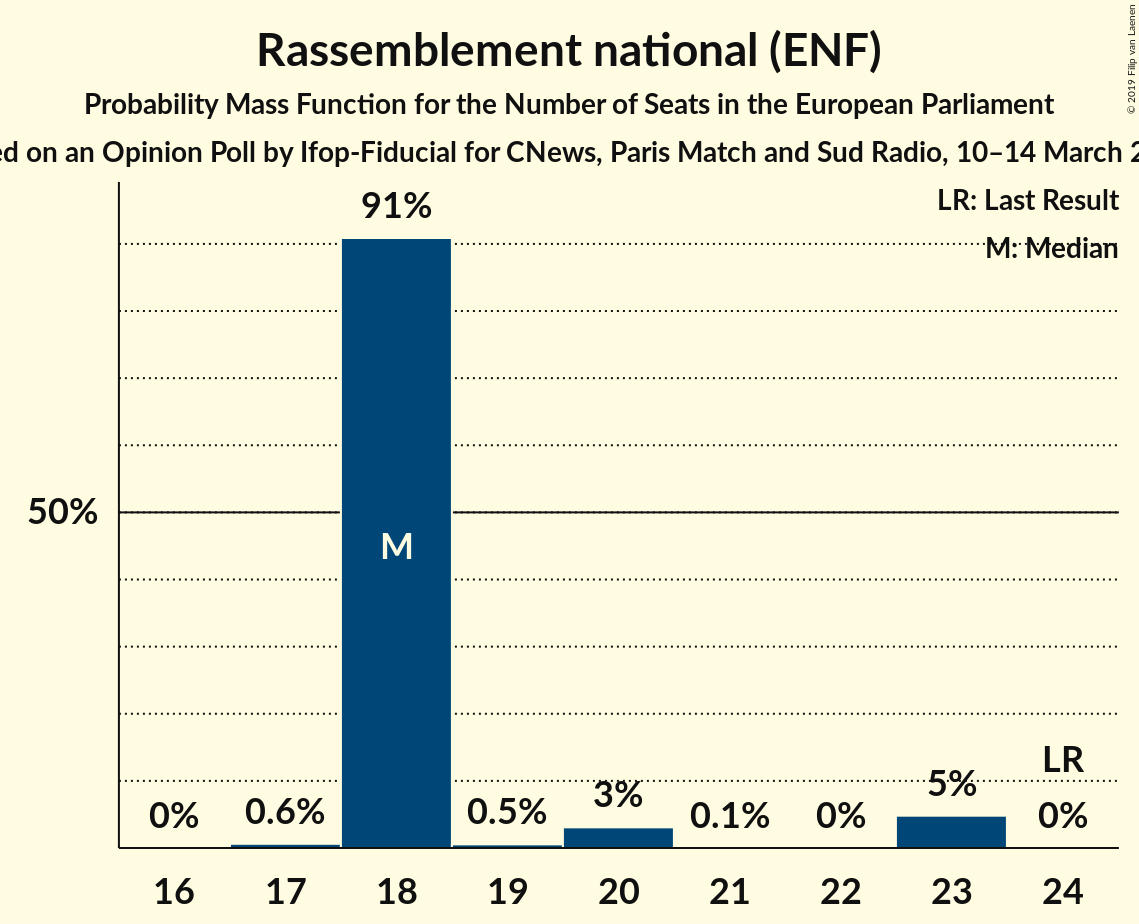 Rassemblement national (ENF)
Probability Mass Function for the Number of Seats in the European Parliament
on an Opinion Poll by Ifop-Fiducial for CNews, Paris Match and Sud Radio, 10–14 March
© 2019 Filip van Laenen
LR: Last Result
M: Median
91%
50%
M
LR
0% 0.6% 0.5% 3% 0.1% 0% 5% 0%
16 17 18 19 20 21 22 23 24